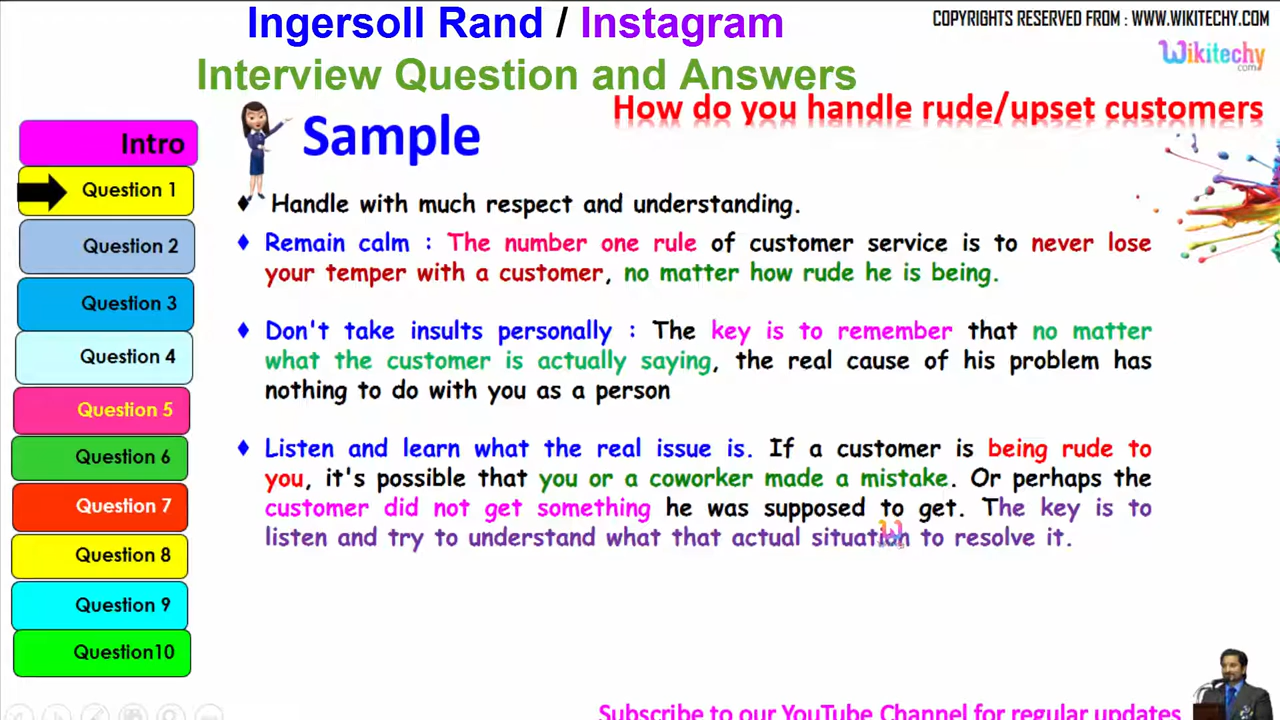 Ingersoll Rand / Instagram
COPYRIGHTS RESERVED FROM : WWW.WIKITECHY.COM
Wikitechy
.com
Interview Question and Answers
How do you handle rude/upset customers
Sample
Intro
Question 1
Question 2
Question 3
Question 4
Question 5
Question 6
Question 7
Question 8
Question 9
Question10
Handle with much respect and understanding.
Remain calm : The number one rule of customer service is to never lose
your temper with a customer, no matter how rude he is being.
Don't take insults personally : The key is to remember that no matter
what the customer is actually saying, the real cause of his problem has
nothing to do with you as a person
Listen and learn what the real issue is. If a customer is being rude to
you, it's possible that you or a coworker made a mistake. Or perhaps the
customer did not get something he was supposed to get. The key is to
listen and try to understand what that actual situation to resolve it.
Subscribe to our YouTube Channel for regular updates